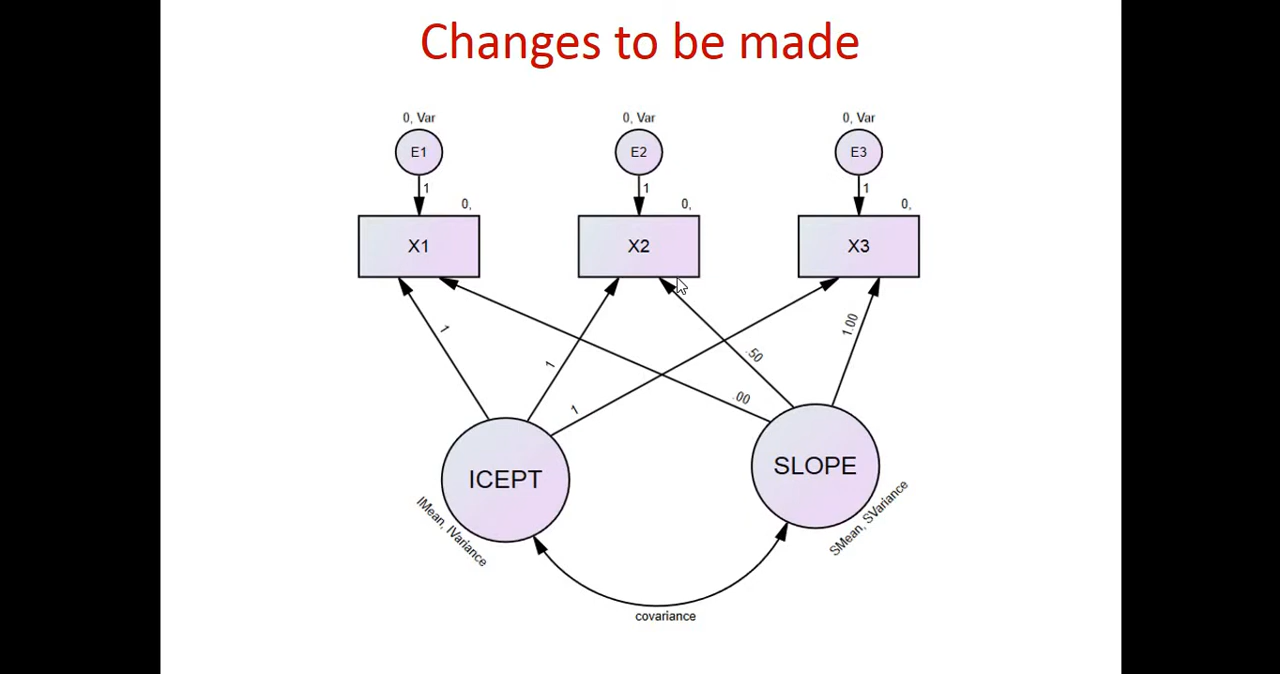 Changes to be made
0, Var
0, Var
0, Var
E1
E2
E3
1
1
1
0,
0,
0,
X1
X2
X3
1
1
1
.00
.50
1.00
ICEPT
SLOPE
IMean, IVariance
SMean, SVariance
covariance